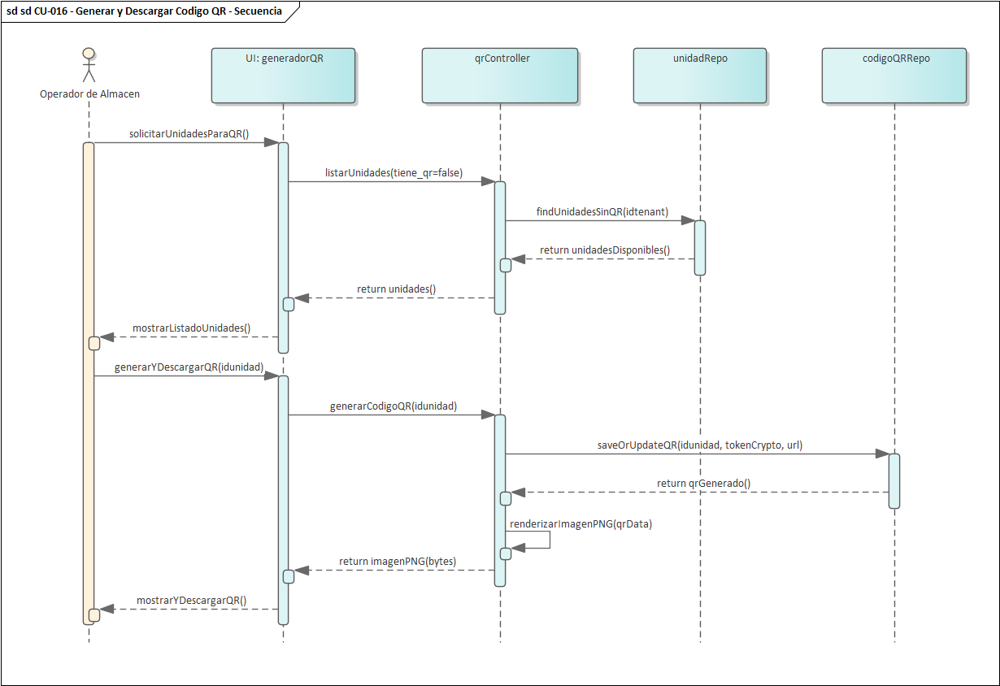 sd sd CU-016 - Generar y Descargar Codigo QR - Secuencia
Operador de Almacen
UI: generadorQR
qrController
unidadRepo
codigoQRRepo
solicitarUnidadesParaQR()
listarUnidades(tiene_qr=false)
findUnidadesSinQR(idtenant)
return unidadesDisponibles()
return unidades()
mostrarListadoUnidades()
generarYDescargarQR(idunidad)
generarCodigoQR(idunidad)
saveOrUpdateQR(idunidad, tokenCrypto, url)
return qrGenerado()
renderizarImagenPNG(qrData)
return imagenPNG(bytes)
mostrarYDescargarQR()